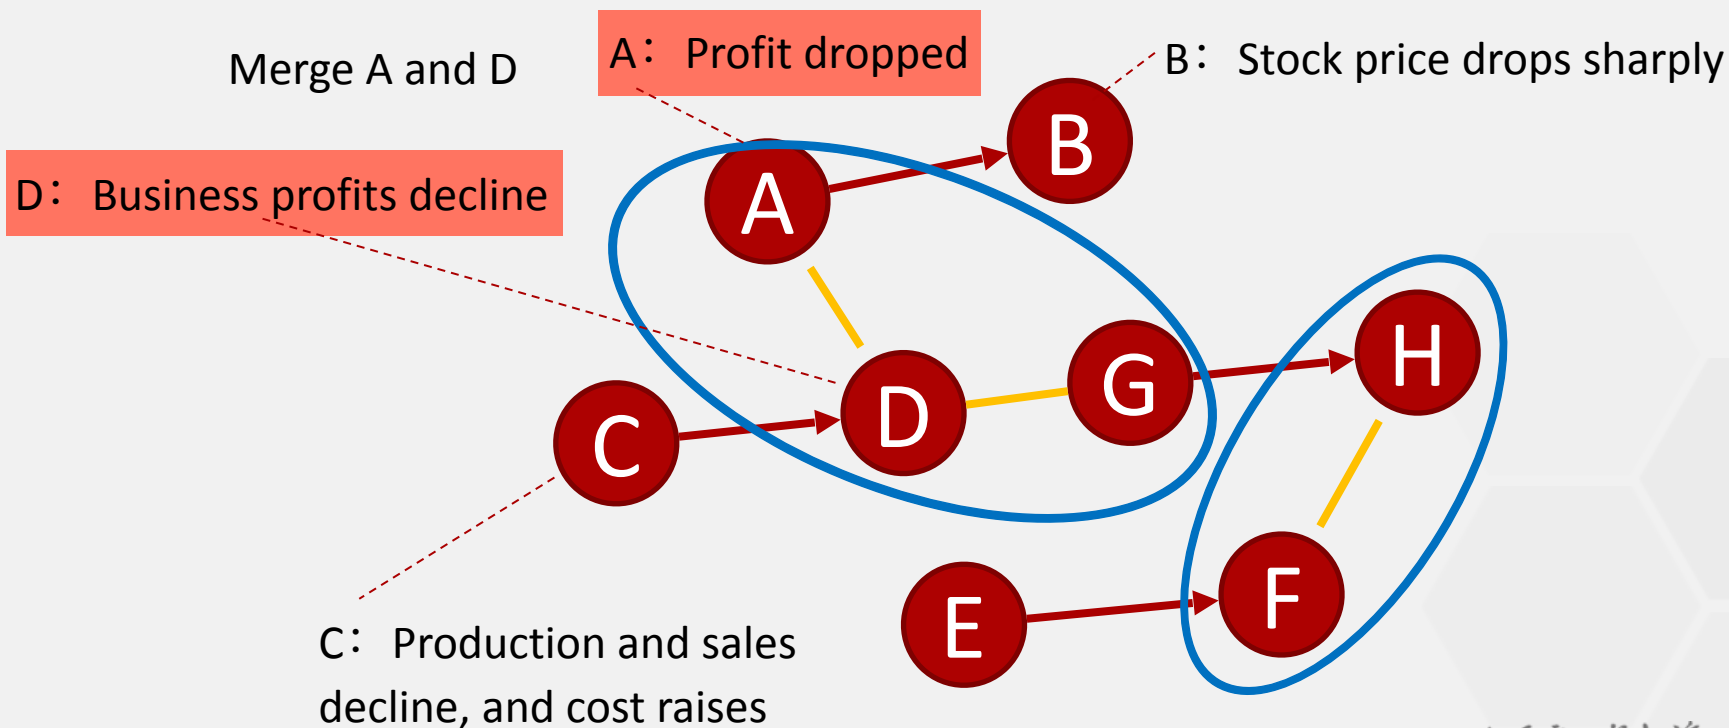 Merge A and D
A： Profit dropped
B： Stock price drops sharply
D： Business profits decline
B
A
H
G
D
C
F
E
C： Production and sales
decline, and cost raises